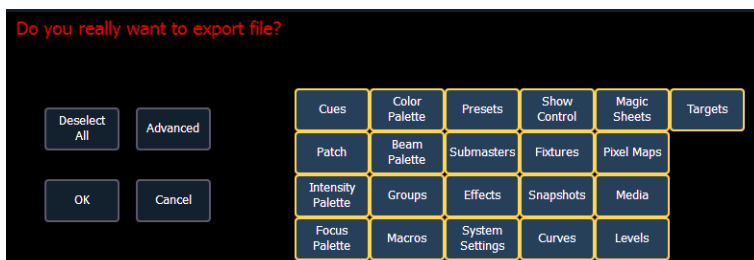 Do you really want to export file?
Deselect
All
Advanced
OK
Cancel
Cues
Color
Palette
Presets
Show
Control
Magic
Sheets
Targets
Patch
Beam
Palette
Submasters
Fixtures
Pixel Maps
Intensity
Palette
Groups
Effects
Snapshots
Media
Focus
Palette
Macros
System
Settings
Curves
Levels